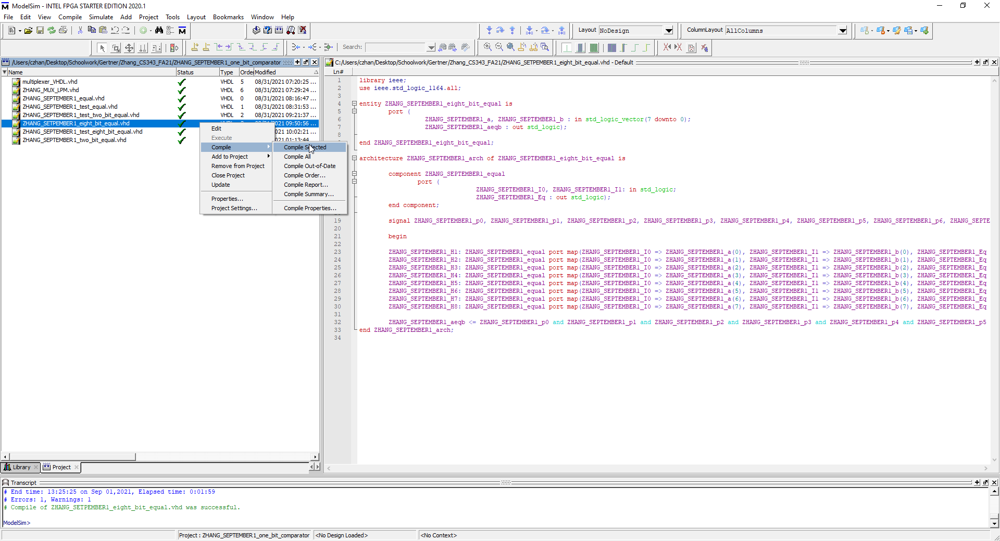 ModelSim - INTEL FPGA STARTER EDITION 2020.1
File Edit View Compile Simulate Add Project Tools Layout Bookmarks Window Help
Layout NoDesign
ColumnLayout AllColumns
Search:
/Users/czhan/Desktop/Schoolwork/Gertner/Zhang_CS343_FA21/ZHANG_SEPTEMBER1_one_bit_comparator
Name Status Type Order Modified
multiplexer_VHDL.vhd VHDL 5 08/31/2021 07:20:25 ...
ZHANG_MUX_LPM.vhd VHDL 6 08/31/2021 07:29:24 ...
ZHANG_SEPTEMBER1_equal.vhd VHDL 0 08/31/2021 08:16:47 ...
ZHANG_SEPTEMBER1_test_equal.vhd VHDL 1 08/31/2021 08:31:53 ...
ZHANG_SEPTEMBER1_test_two_bit_equal.vhd VHDL 2 08/31/2021 09:21:37 ...
ZHANG_SETPEMBER1_eight_bit_equal.vhd 2021 09:50:56 ...
ZHANG_SEPTEMBER1_test_eight_bit_equal.vhd 021 10:02:21 ...
ZHANG_SEPTEMBER1_two_bit_equal.vhd 021 01:13:44
Edit
Execute
Compile
Add to Project
Remove from Project
Close Project
Update
Properties...
Project Settings...
Compile Selected
Compile All
Compile Out-of-Date
Compile Order...
Compile Report...
Compile Summary...
Compile Properties...
Library Project
C:/Users/czhan/Desktop/Schoolwork/Gertner/Zhang_CS343_FA21/ZHANG_SETPEMBER1_eight_bit_equal.vhd - Default
Ln#
1 library ieee;
2 use ieee.std_logic_1164.all;
3
4 entity ZHANG_SEPTEMBER1_eight_bit_equal is
5 port (
6 ZHANG_SEPTEMBER1_a, ZHANG_SEPTEMBER1_b : in std_logic_vector(7 downto 0);
7 ZHANG_SEPTEMBER1_aeqb : out std_logic);
8
end ZHANG_SEPTEMBER1_eight_bit_equal;
architecture ZHANG_SEPTEMBER1_arch of ZHANG_SEPTEMBER1_eight_bit_equal is
component ZHANG_SEPTEMBER1_equal
port (
ZHANG_SEPTEMBER1_I0, ZHANG_SEPTEMBER1_I1: in std_logic;
ZHANG_SEPTEMBER1_Eq : out std_logic);
end component;
19 signal ZHANG_SEPTEMBER1_p0, ZHANG_SEPTEMBER1_p1, ZHANG_SEPTEMBER1_p2, ZHANG_SEPTEMBER1_p3, ZHANG_SEPTEMBER1_p4, ZHANG_SEPTEMBER1_p5, ZHANG_SEPTEMBER1_p6, ZHANG_SEPTE
20
21 begin
22
23 ZHANG_SEPTEMBER1_H1: ZHANG_SEPTEMBER1_equal port map(ZHANG_SEPTEMBER1_I0 => ZHANG_SEPTEMBER1_a(0), ZHANG_SEPTEMBER1_I1 => ZHANG_SEPTEMBER1_b(0), ZHANG_SEPTEMBER1_Eq
24 ZHANG_SEPTEMBER1_H2: ZHANG_SEPTEMBER1_equal port map(ZHANG_SEPTEMBER1_I0 => ZHANG_SEPTEMBER1_a(1), ZHANG_SEPTEMBER1_I1 => ZHANG_SEPTEMBER1_b(1), ZHANG_SEPTEMBER1_Eq
25 ZHANG_SEPTEMBER1_H3: ZHANG_SEPTEMBER1_equal port map(ZHANG_SEPTEMBER1_I0 => ZHANG_SEPTEMBER1_a(2), ZHANG_SEPTEMBER1_I1 => ZHANG_SEPTEMBER1_b(2), ZHANG_SEPTEMBER1_Eq
26 ZHANG_SEPTEMBER1_H4: ZHANG_SEPTEMBER1_equal port map(ZHANG_SEPTEMBER1_I0 => ZHANG_SEPTEMBER1_a(3), ZHANG_SEPTEMBER1_I1 => ZHANG_SEPTEMBER1_b(3), ZHANG_SEPTEMBER1_Eq
27 ZHANG_SEPTEMBER1_H5: ZHANG_SEPTEMBER1_equal port map(ZHANG_SEPTEMBER1_I0 => ZHANG_SEPTEMBER1_a(4), ZHANG_SEPTEMBER1_I1 => ZHANG_SEPTEMBER1_b(4), ZHANG_SEPTEMBER1_Eq
28 ZHANG_SEPTEMBER1_H6: ZHANG_SEPTEMBER1_equal port map(ZHANG_SEPTEMBER1_I0 => ZHANG_SEPTEMBER1_a(5), ZHANG_SEPTEMBER1_I1 => ZHANG_SEPTEMBER1_b(5), ZHANG_SEPTEMBER1_Eq
29 ZHANG_SEPTEMBER1_H7: ZHANG_SEPTEMBER1_equal port map(ZHANG_SEPTEMBER1_I0 => ZHANG_SEPTEMBER1_a(6), ZHANG_SEPTEMBER1_I1 => ZHANG_SEPTEMBER1_b(6), ZHANG_SEPTEMBER1_Eq
30 ZHANG_SEPTEMBER1_H8: ZHANG_SEPTEMBER1_equal port map(ZHANG_SEPTEMBER1_I0 => ZHANG_SEPTEMBER1_a(7), ZHANG_SEPTEMBER1_I1 => ZHANG_SEPTEMBER1_b(7), ZHANG_SEPTEMBER1_Eq
31
32 ZHANG_SEPTEMBER1_aeqb <= ZHANG_SEPTEMBER1_p0 and ZHANG_SEPTEMBER1_p1 and ZHANG_SEPTEMBER1_p2 and ZHANG_SEPTEMBER1_p3 and ZHANG_SEPTEMBER1_p4 and ZHANG_SEPTEMBER1_p5
33 end ZHANG_SEPTEMBER1_arch;
34
Transcript
# End time: 13:25:25 on Sep 01,2021, Elapsed time: 0:01:59
# Errors: 1, Warnings: 1
# Compile of ZHANG_SETPEMBER1_eight_bit_equal.vhd was successful.
ModelSim>
Project : ZHANG_SEPTEMBER1_one_bit_comparator <No Design Loaded> <No Context>